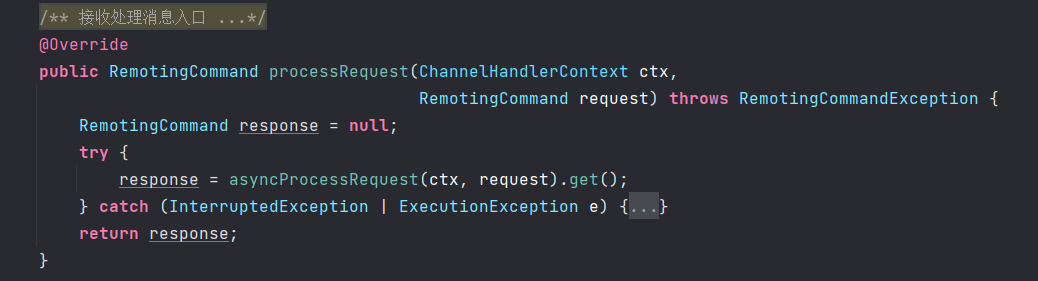 /** 接收处理消息入口 ...*/
@Override
public RemotingCommand processRequest(ChannelHandlerContext ctx,
                                      RemotingCommand request) throws RemotingCommandException {
    RemotingCommand response = null;
    try {
        response = asyncProcessRequest(ctx, request).get();
    } catch (InterruptedException | ExecutionException e) {...}
    return response;
}